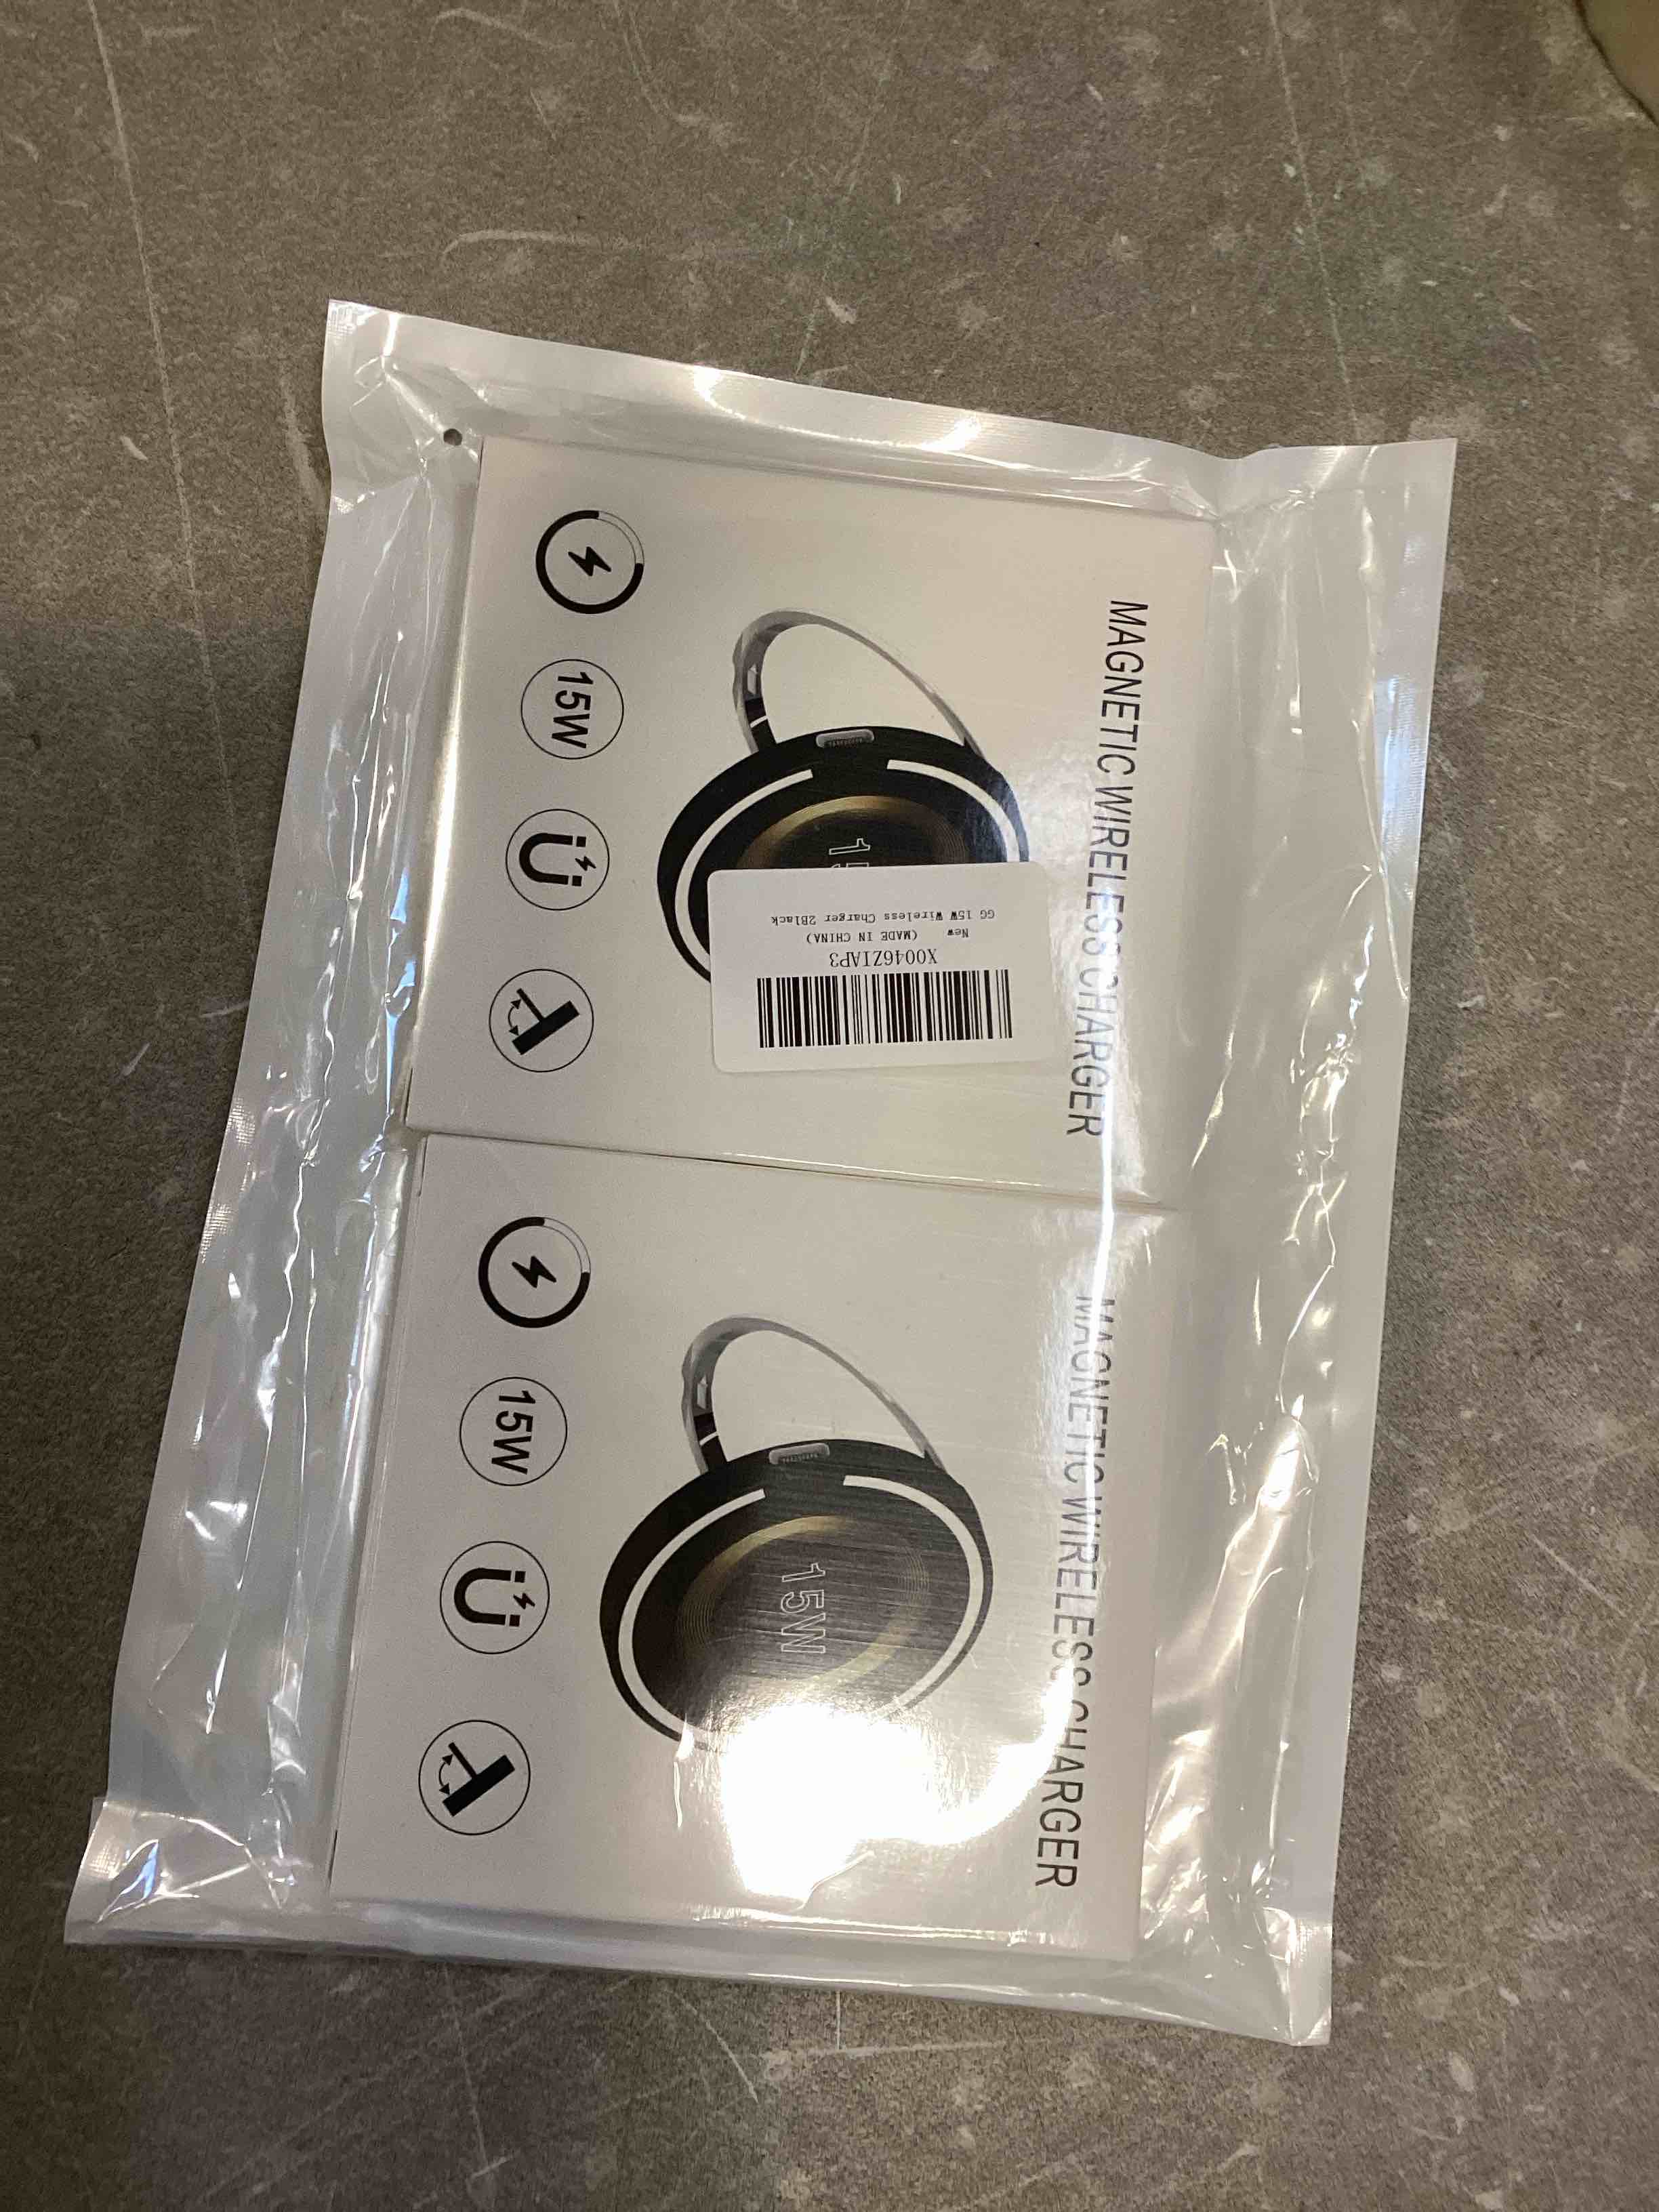 MAGNETIC WIRELESS CHARGER
15
15W
X0046ZIAP3
New (MADE IN CHINA)
GG 15W Wireless Charger 2Black
MAGNETIC WIRELESS CHARGER
15W
15W